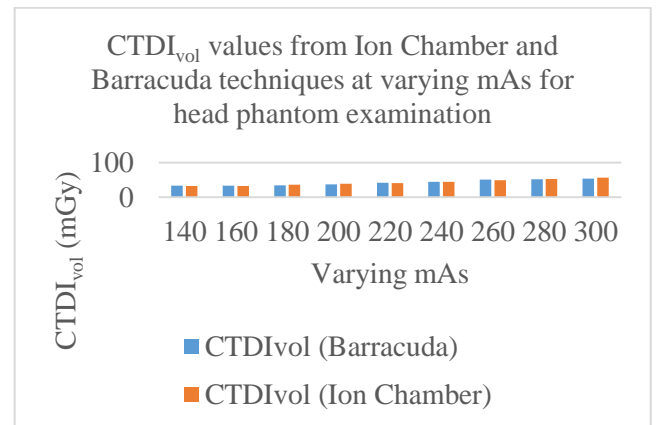 CTDIvol values from Ion Chamber and
Barracuda techniques at varying mAs for
head phantom examination
CTDIvol (mGy)
100
0
140 160 180 200 220 240 260 280 300
Varying mAs
CTDIvol (Barracuda)
CTDIvol (Ion Chamber)